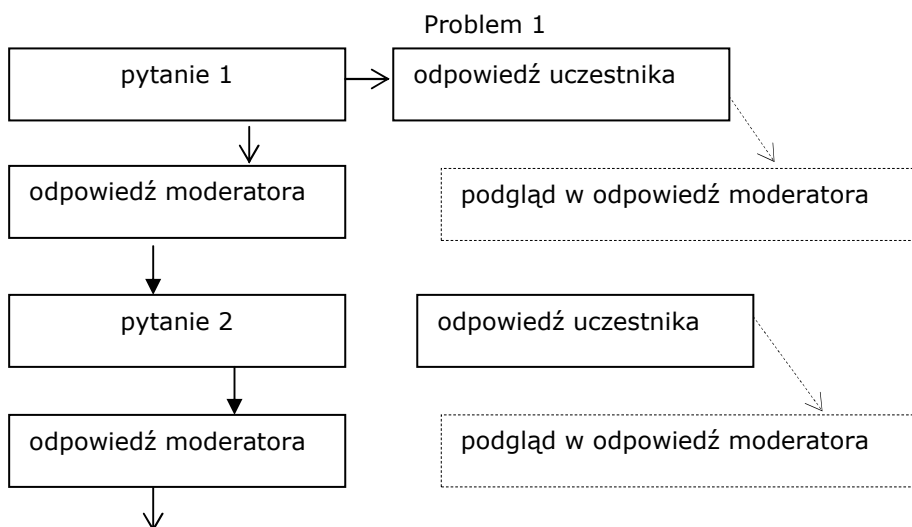 Problem 1
pytanie 1
odpowiedź uczestnika
odpowiedź moderatora
podgląd w odpowiedź moderatora
pytanie 2
odpowiedź uczestnika
odpowiedź moderatora
podgląd w odpowiedź moderatora